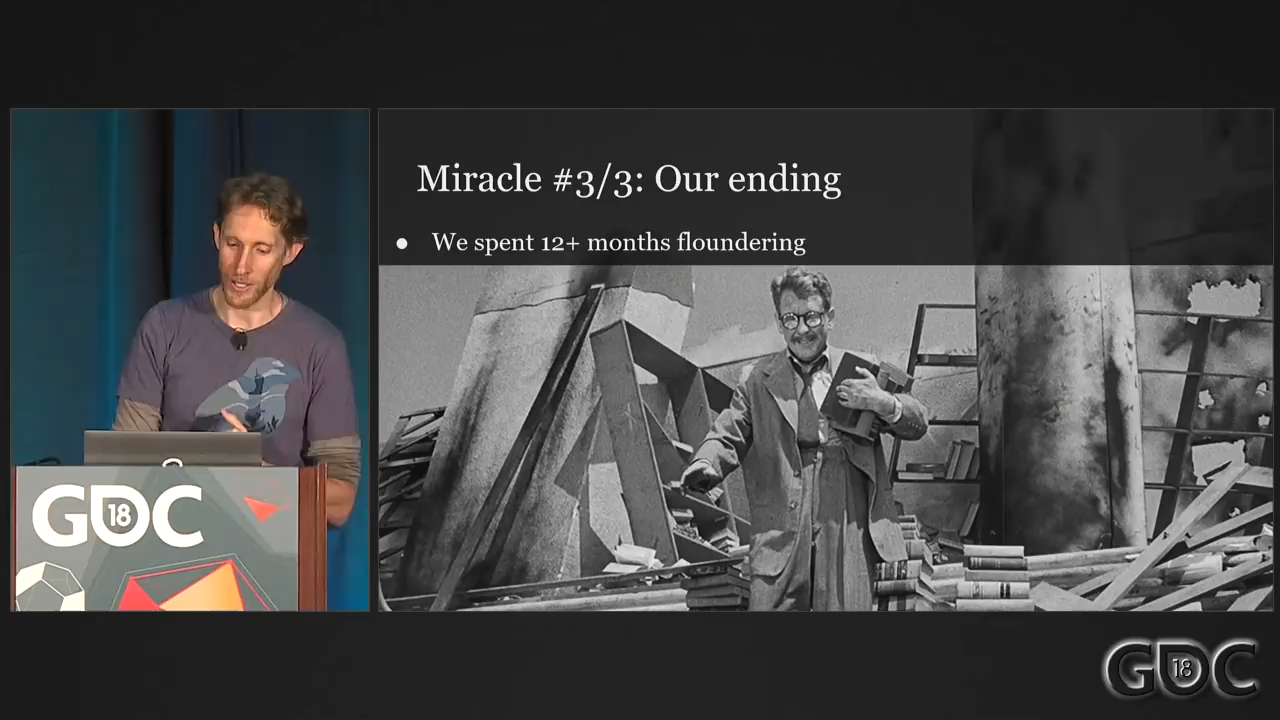 Miracle #3/3: Our ending
● We spent 12+ months floundering
GDC
18
GDC
18